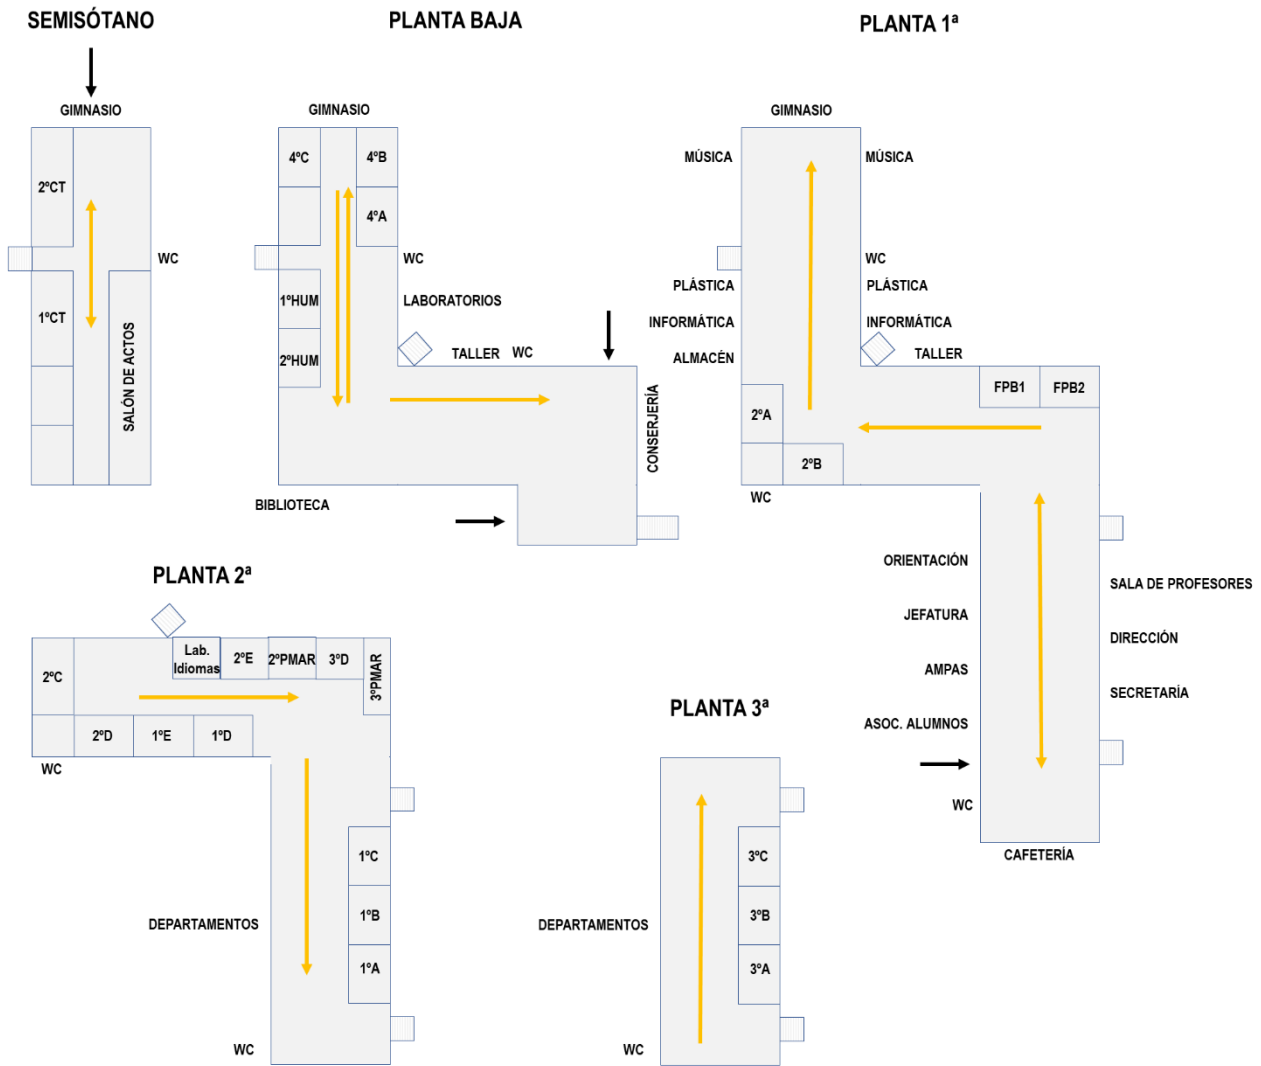 SEMISÓTANO
GIMNASIO
2ºCT
WC
1ºCT
SALÓN DE ACTOS
PLANTA BAJA
GIMNASIO
4ºC
4ºB
4ºA
WC
1ºHUM
LABORATORIOS
2ºHUM
TALLER
WC
CONSERJERÍA
BIBLIOTECA
PLANTA 1ª
GIMNASIO
MÚSICA
MÚSICA
WC
PLÁSTICA
PLÁSTICA
INFORMÁTICA
INFORMÁTICA
ALMACÉN
TALLER
FPB1
FPB2
2ºA
2ºB
WC
ORIENTACIÓN
SALA DE PROFESORES
JEFATURA
DIRECCIÓN
AMPAS
SECRETARÍA
ASOC. ALUMNOS
WC
CAFETERÍA
PLANTA 2ª
2ºC
Lab.
Idiomas
2ºE
2ºPMAR
3ºD
3ºPMAR
2ºD
1ºE
1ºD
WC
1ºC
1ºB
DEPARTAMENTOS
1ºA
WC
PLANTA 3ª
3ºC
3ºB
DEPARTAMENTOS
3ºA
WC